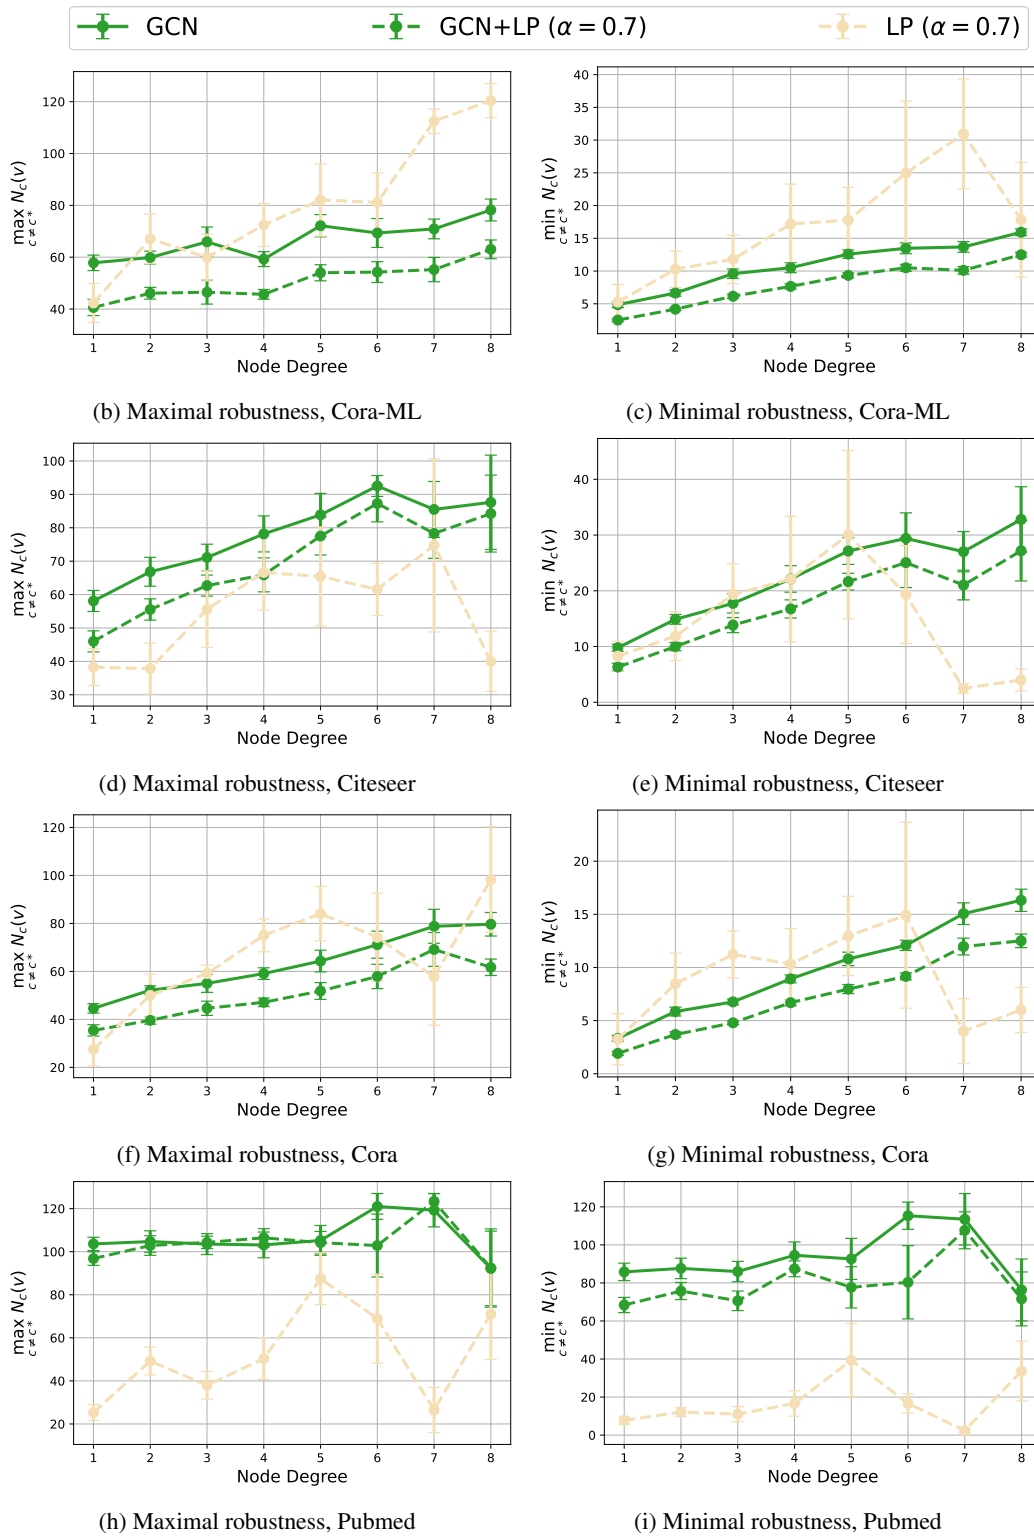 GCN GCN+LP (α = 0.7) LP (α = 0.7)
120
100
80
60
40
max N_c(v)
c≠c*
1 2 3 4 5 6 7 8
Node Degree
(b) Maximal robustness, Cora-ML
40
35
30
25
20
15
10
5
min N_c(v)
c≠c*
1 2 3 4 5 6 7 8
Node Degree
(c) Minimal robustness, Cora-ML
100
90
80
70
60
50
40
30
max N_c(v)
c≠c*
1 2 3 4 5 6 7 8
Node Degree
(d) Maximal robustness, Citeseer
40
30
20
10
0
min N_c(v)
c≠c*
1 2 3 4 5 6 7 8
Node Degree
(e) Minimal robustness, Citeseer
120
100
80
60
40
20
max N_c(v)
c≠c*
1 2 3 4 5 6 7 8
Node Degree
(f) Maximal robustness, Cora
20
15
10
5
0
min N_c(v)
c≠c*
1 2 3 4 5 6 7 8
Node Degree
(g) Minimal robustness, Cora
120
100
80
60
40
20
max N_c(v)
c≠c*
1 2 3 4 5 6 7 8
Node Degree
(h) Maximal robustness, Pubmed
120
100
80
60
40
20
0
min N_c(v)
c≠c*
1 2 3 4 5 6 7 8
Node Degree
(i) Minimal robustness, Pubmed